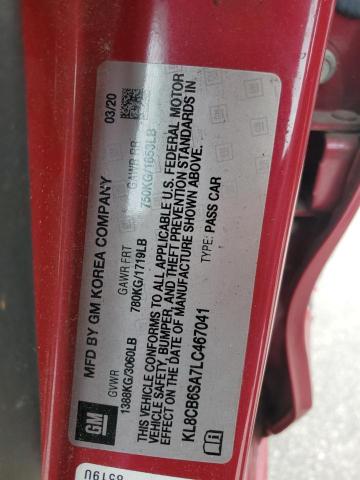 MFD BY GM KOREA COMPANY 03/20
GVWR GAWR FRT GAWR RR
1388KG/3060LB 780KG/1719LB 750KG/1653LB
THIS VEHICLE CONFORMS TO ALL APPLICABLE U.S. FEDERAL MOTOR
VEHICLE SAFETY, BUMPER, AND THEFT PREVENTION STANDARDS IN
EFFECT ON THE DATE OF MANUFACTURE SHOWN ABOVE.
KL8CB6SA7LC467041 TYPE: PASS CAR
GM